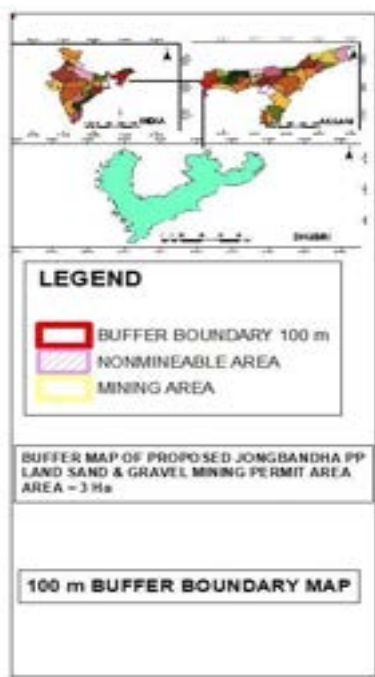 INDIA
ASSAM
DHUBRI
LEGEND
BUFFER BOUNDARY 100 m
NONMINEABLE AREA
MINING AREA
BUFFER MAP OF PROPOSED JONGBANDHA PP
LAND SAND & GRAVEL MINING PERMIT AREA
AREA - 3 Ha
100 m BUFFER BOUNDARY MAP